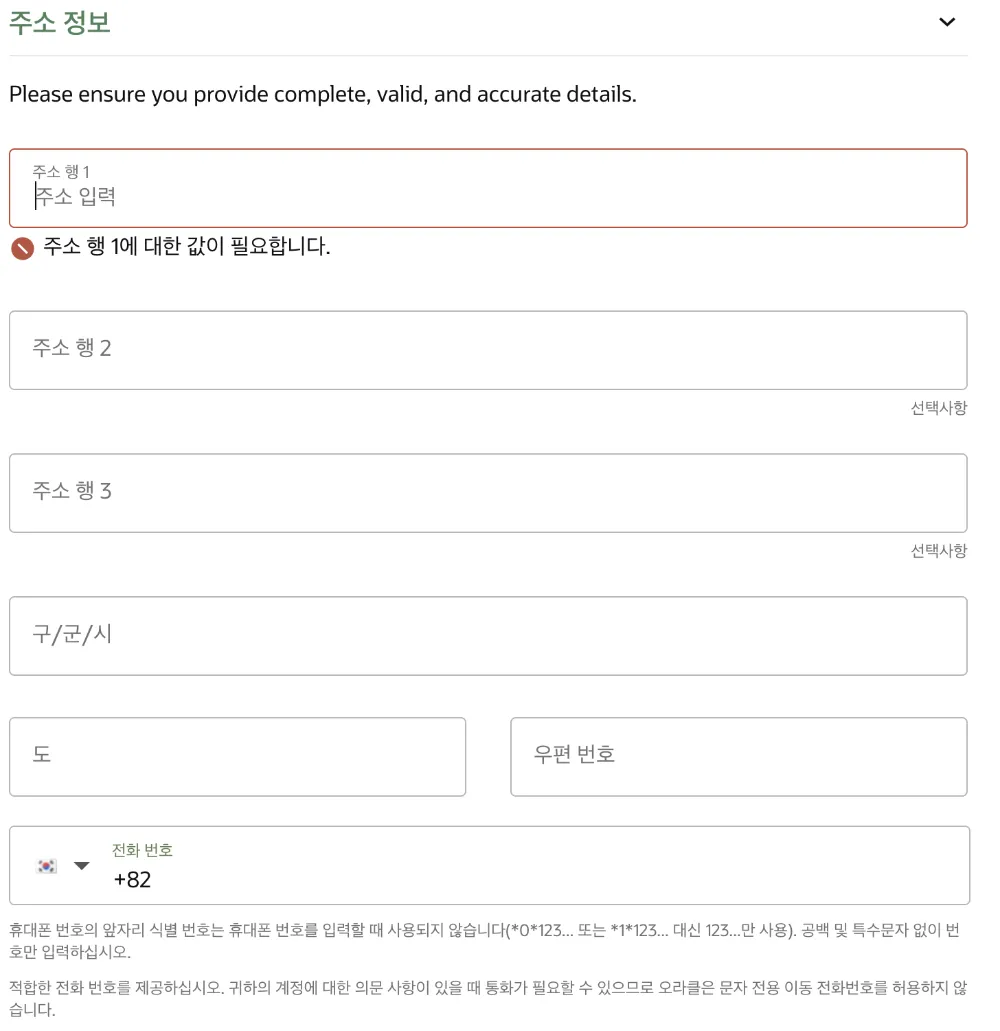 주소 정보
Please ensure you provide complete, valid, and accurate details.
주소 행 1
주소 입력
주소 행 1에 대한 값이 필요합니다.
주소 행 2
선택사항
주소 행 3
선택사항
구/군/시
도
우편 번호
전화 번호
+82
휴대폰 번호의 앞자리 식별 번호는 휴대폰 번호를 입력할 때 사용되지 않습니다(*0*123... 또는 *1*123... 대신 123...만 사용). 공백 및 특수문자 없이 번
호만 입력하십시오.
적합한 전화 번호를 제공하십시오. 귀하의 계정에 대한 의문 사항이 있을 때 통화가 필요할 수 있으므로 오라클은 문자 전용 이동 전화번호를 허용하지 않
습니다.